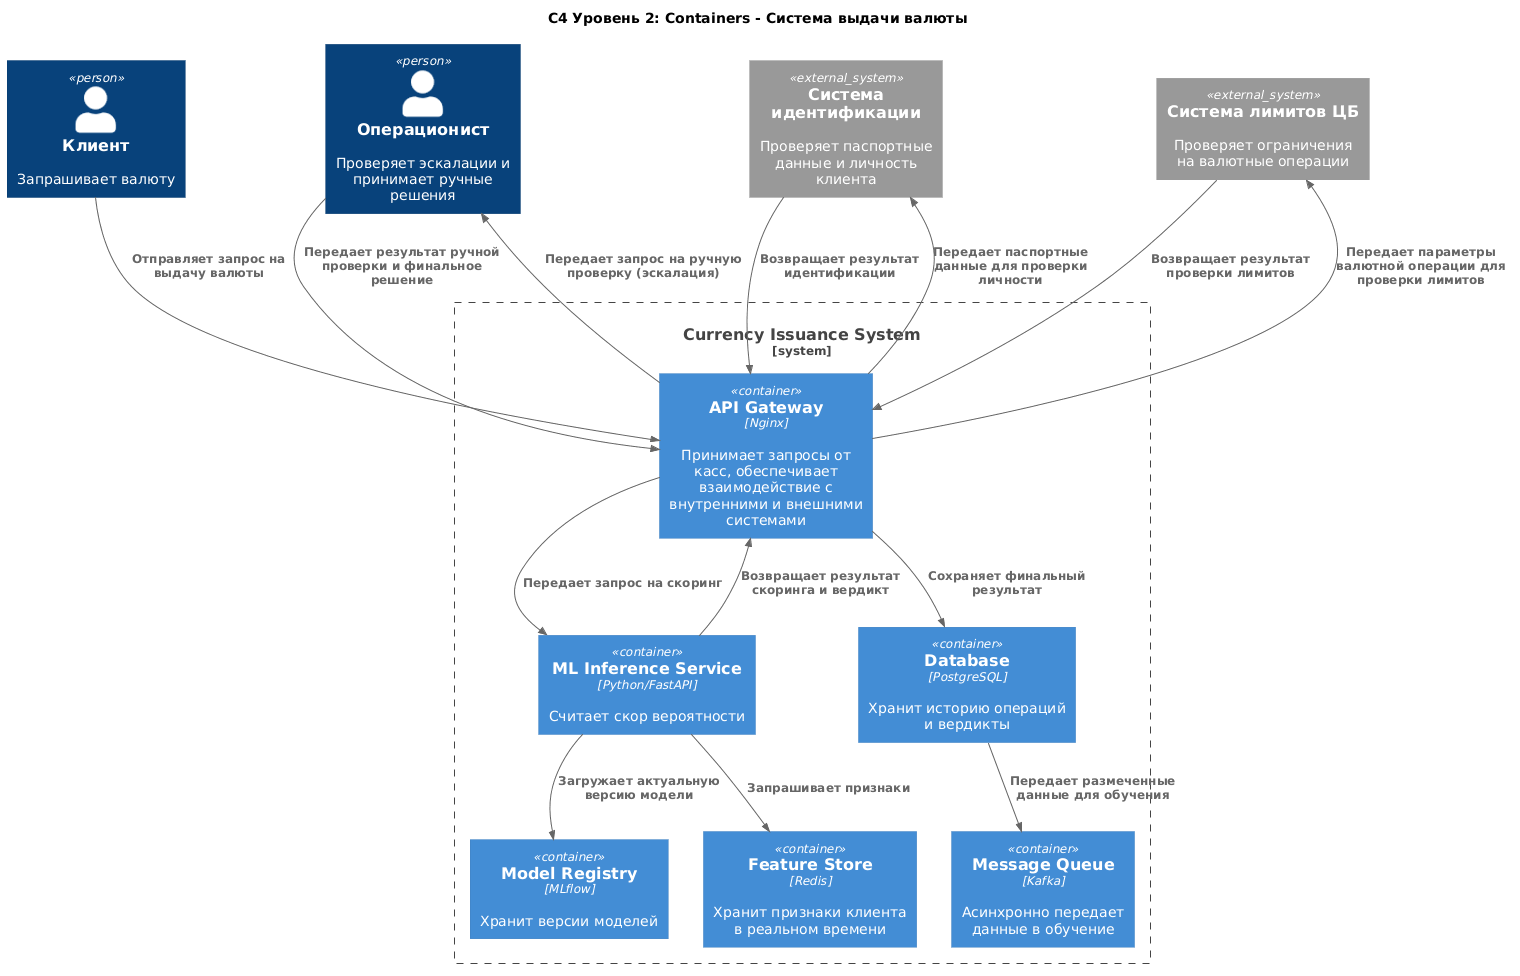 C4 Уровень 2: Containers - Система выдачи валюты
«person»
Клиент
Запрашивает валюту
«person»
Операционист
Проверяет эскалации и
принимает ручные
решения
«external_system»
Система
идентификации
Проверяет паспортные
данные и личность
клиента
«external_system»
Система лимитов ЦБ
Проверяет ограничения
на валютные операции
Отправляет запрос на
выдачу валюты
Передает результат ручной
проверки и финальное
решение
Передает запрос на ручную
проверку (эскалация)
Возвращает результат
идентификации
Передает паспортные
данные для проверки
личности
Возвращает результат
проверки лимитов
Передает параметры
валютной операции для
проверки лимитов
Currency Issuance System
[system]
«container»
API Gateway
[Nginx]
Принимает запросы от
касс, обеспечивает
взаимодействие с
внутренними и внешними
системами
Передает запрос на скоринг
Возвращает результат
скоринга и вердикт
Сохраняет финальный
результат
«container»
ML Inference Service
[Python/FastAPI]
Считает скор вероятности
«container»
Database
[PostgreSQL]
Хранит историю операций
и вердикты
Загружает актуальную
версию модели
Запрашивает признаки
Передает размеченные
данные для обучения
«container»
Model Registry
[MLflow]
Хранит версии моделей
«container»
Feature Store
[Redis]
Хранит признаки клиента
в реальном времени
«container»
Message Queue
[Kafka]
Асинхронно передает
данные в обучение